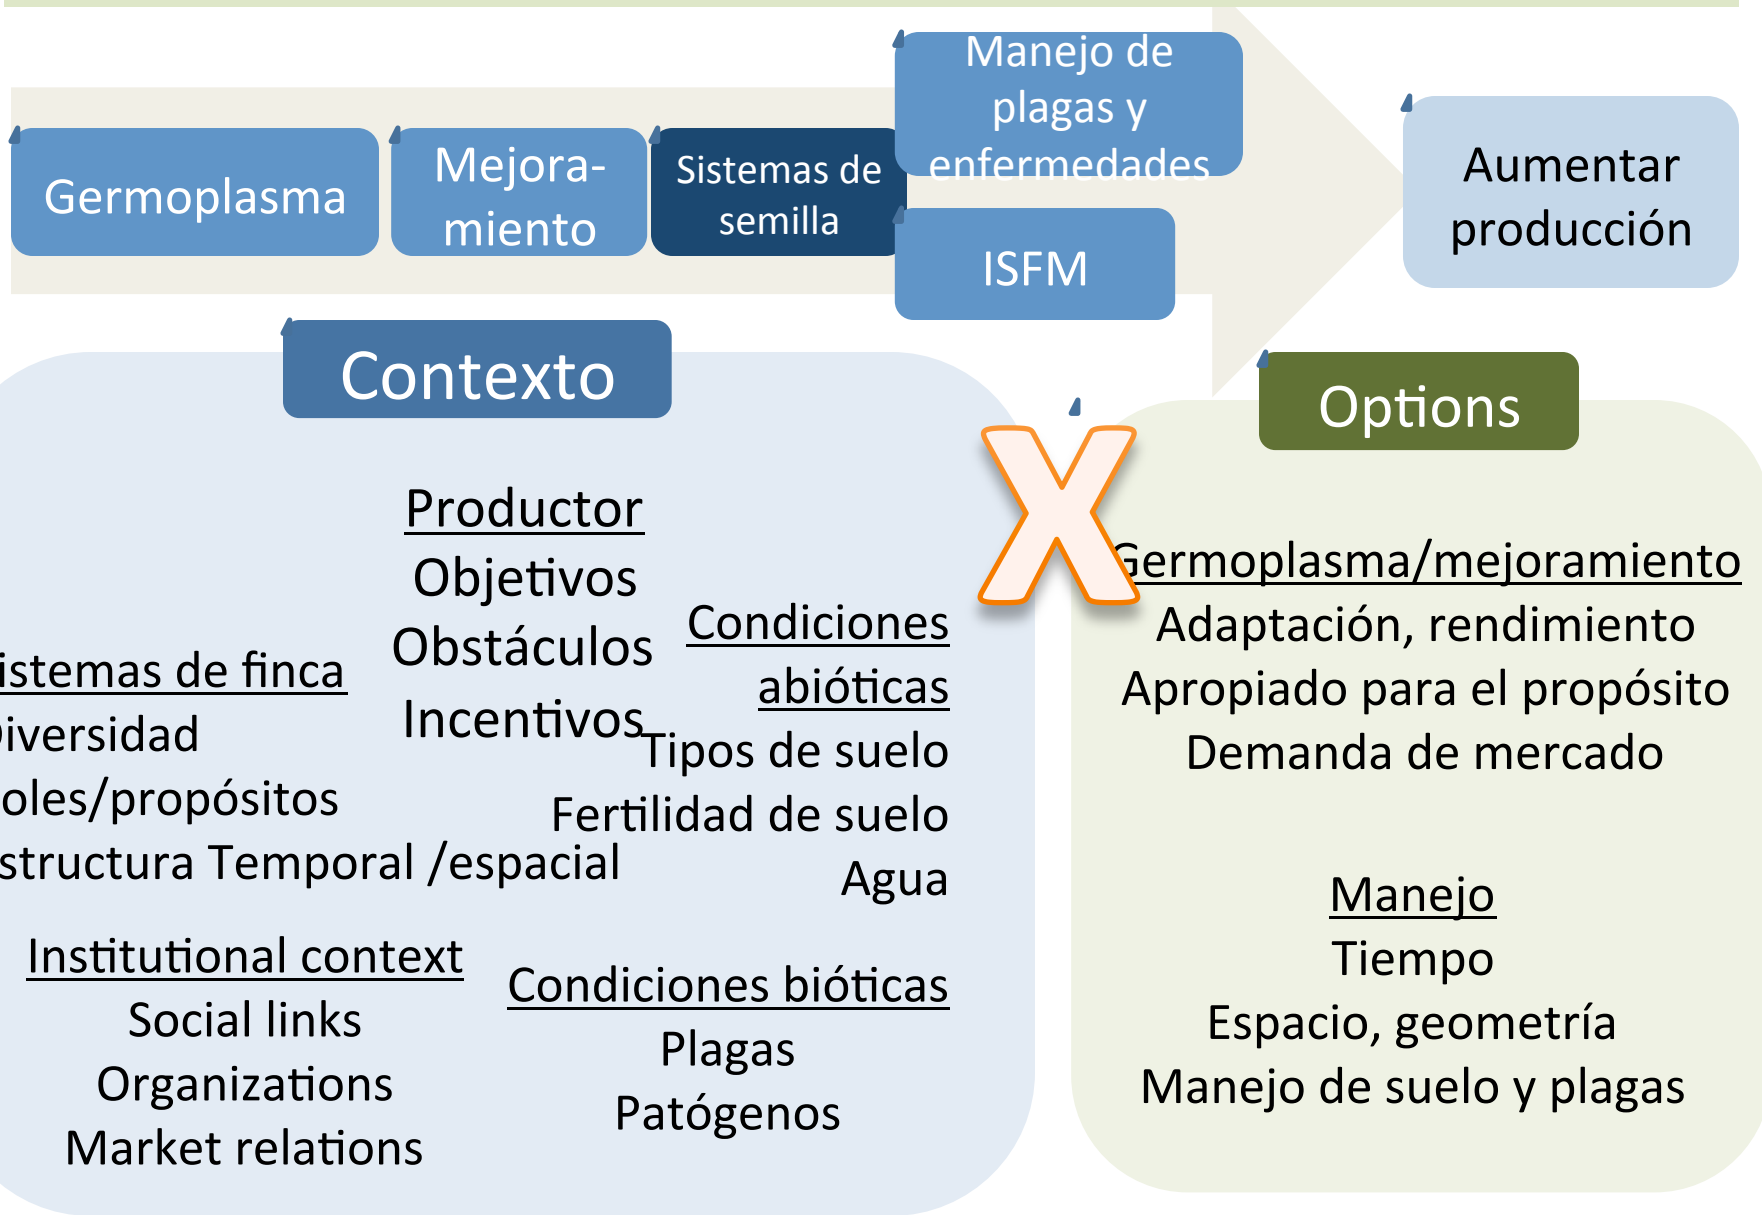 Germoplasma
Mejora-
miento
Sistemas de
semilla
Manejo de
plagas y
enfermedades
ISFM
Aumentar
producción
Contexto
Productor
Objetivos
Obstáculos
Incentivos
istemas de finca
Diversidad
oles/propósitos
structura Temporal /espacial
Condiciones
abióticas
Tipos de suelo
Fertilidad de suelo
Agua
Institutional context
Social links
Organizations
Market relations
Condiciones bióticas
Plagas
Patógenos
X
Options
Germoplasma/mejoramiento
Adaptación, rendimiento
Apropiado para el propósito
Demanda de mercado
Manejo
Tiempo
Espacio, geometría
Manejo de suelo y plagas